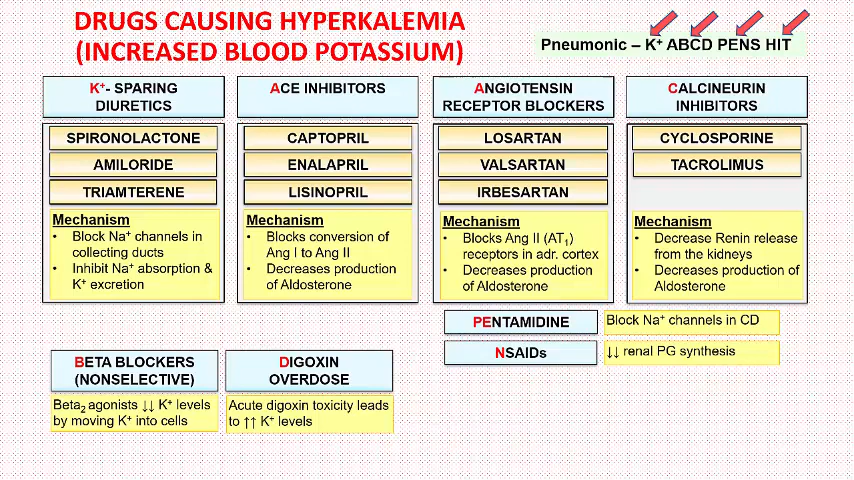 DRUGS CAUSING HYPERKALEMIA
(INCREASED BLOOD POTASSIUM)
Pneumonic – K⁺ ABCD PENS HIT
K⁺- SPARING
DIURETICS
SPIRONOLACTONE
AMILORIDE
TRIAMTERENE
Mechanism
• Block Na⁺ channels in
collecting ducts
• Inhibit Na⁺ absorption &
K⁺ excretion
ACE INHIBITORS
CAPTOPRIL
ENALAPRIL
LISINOPRIL
Mechanism
• Blocks conversion of
Ang I to Ang II
• Decreases production
of Aldosterone
ANGIOTENSIN
RECEPTOR BLOCKERS
LOSARTAN
VALSARTAN
IRBESARTAN
Mechanism
• Blocks Ang II (AT₁)
receptors in adr. cortex
• Decreases production
of Aldosterone
CALCINEURIN
INHIBITORS
CYCLOSPORINE
TACROLIMUS
Mechanism
• Decrease Renin release
from the kidneys
• Decreases production of
Aldosterone
PENTAMIDINE
Block Na⁺ channels in CD
NSAIDs
↓↓ renal PG synthesis
BETA BLOCKERS
(NONSELECTIVE)
Beta₂ agonists ↓↓ K⁺ levels
by moving K⁺ into cells
DIGOXIN
OVERDOSE
Acute digoxin toxicity leads
to ↑↑ K⁺ levels